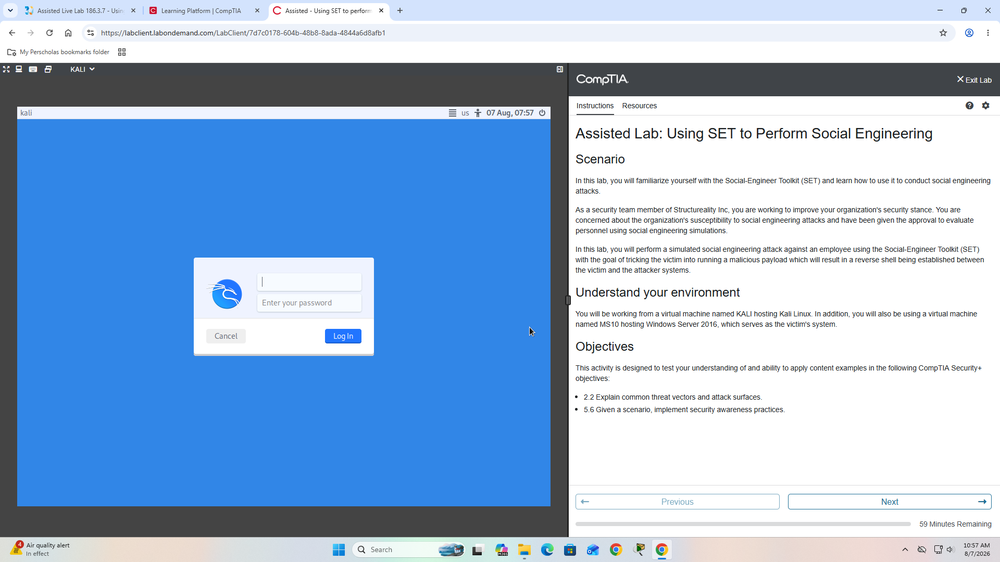 Assisted Live Lab 186.3.7 - Usin
Learning Platform | CompTIA
Assisted - Using SET to perform
https://labclient.labondemand.com/LabClient/7d7c0178-604b-48b8-8ada-4844a6d8afb1
My Perscholas bookmarks folder
KALI
kali
us
07 Aug, 07:57
Enter your password
Cancel
Log In
CompTIA.
Exit Lab
Instructions
Resources
Assisted Lab: Using SET to Perform Social Engineering
Scenario
In this lab, you will familiarize yourself with the Social-Engineer Toolkit (SET) and learn how to use it to conduct social engineering
attacks.
As a security team member of Structureality Inc, you are working to improve your organization's security stance. You are
concerned about the organization's susceptibility to social engineering attacks and have been given the approval to evaluate
personnel using social engineering simulations.
In this lab, you will perform a simulated social engineering attack against an employee using the Social-Engineer Toolkit (SET)
with the goal of tricking the victim into running a malicious payload which will result in a reverse shell being established between
the victim and the attacker systems.
Understand your environment
You will be working from a virtual machine named KALI hosting Kali Linux. In addition, you will also be using a virtual machine
named MS10 hosting Windows Server 2016, which serves as the victim's system.
Objectives
This activity is designed to test your understanding of and ability to apply content examples in the following CompTIA Security+
objectives:
• 2.2 Explain common threat vectors and attack surfaces.
• 5.6 Given a scenario, implement security awareness practices.
Previous
Next
59 Minutes Remaining
4
Air quality alert
In effect
Search
M365
10:57 AM
8/7/2026